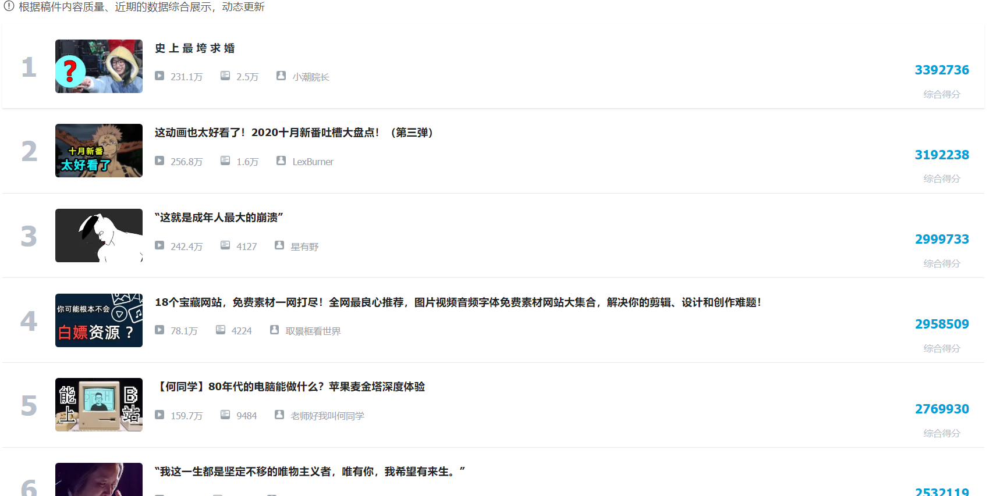 根据稿件内容质量、近期的数据综合展示，动态更新
1
?
史上最垮求婚
231.1万 2.5万 小潮院长
3392736
综合得分
2
十月新番
太好看了
这动画也太好看了！2020十月新番吐槽大盘点！（第三弹）
256.8万 1.6万 LexBurner
3192238
综合得分
3
“这就是成年人最大的崩溃”
242.4万 4127 星有野
2999733
综合得分
4
你可能根本不会
白嫖资源？
18个宝藏网站，免费素材一网打尽！全网最良心推荐，图片视频音频字体免费素材网站大集合，解决你的剪辑、设计和创作难题！
78.1万 4224 取景框看世界
2958509
综合得分
5
能上
B站
【何同学】80年代的电脑能做什么？苹果麦金塔深度体验
159.7万 9484 老师好我叫何同学
2769930
综合得分
6
“我这一生都是坚定不移的唯物主义者，唯有你，我希望有来生。”
2532119